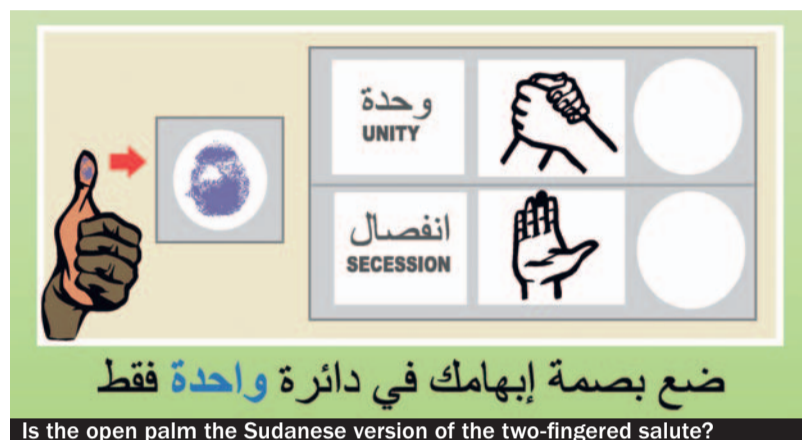 وحدة
UNITY
انفصال
SECESSION
ضع بصمة إبهامك في دائرة واحدة فقط
Is the open palm the Sudanese version of the two-fingered salute?